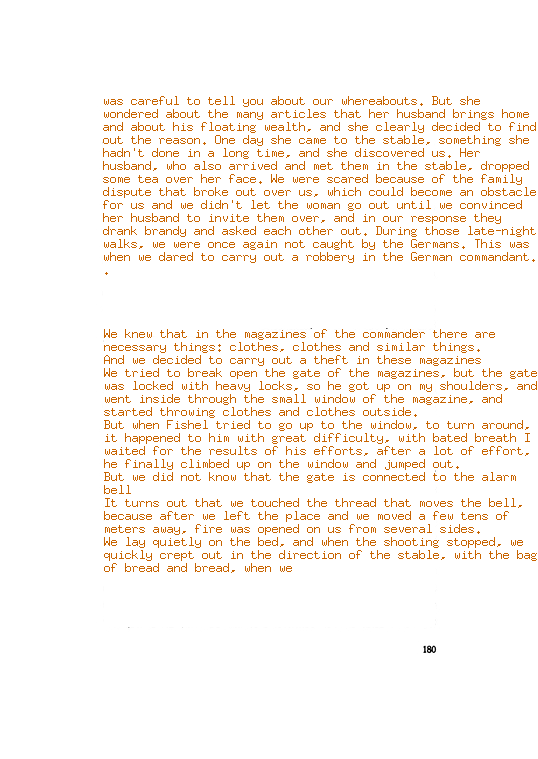 was careful to tell you about our whereabouts. But she
wondered about the many articles that her husband brings home
and about his floating wealth, and she clearly decided to find
out the reason. One day she came to the stable, something she
hadn't done in a long time, and she discovered us. Her
husband, who also arrived and met them in the stable, dropped
some tea over her face. We were scared because of the family
dispute that broke out over us, which could become an obstacle
for us and we didn't let the woman go out until we convinced
her husband to invite them over, and in our response they
drank brandy and asked each other out. During those late-night
walks, we were once again not caught by the Germans. This was
when we dared to carry out a robbery in the German commandant.
.
We knew that in the magazines of the commander there are
necessary things: clothes, clothes and similar things.
And we decided to carry out a theft in these magazines
We tried to break open the gate of the magazines, but the gate
was locked with heavy locks, so he got up on my shoulders, and
went inside through the small window of the magazine, and
started throwing clothes and clothes outside.
But when Fishel tried to go up to the window, to turn around,
it happened to him with great difficulty, with bated breath I
waited for the results of his efforts, after a lot of effort,
he finally climbed up on the window and jumped out.
But we did not know that the gate is connected to the alarm
bell
It turns out that we touched the thread that moves the bell,
because after we left the place and we moved a few tens of
meters away, fire was opened on us from several sides.
We lay quietly on the bed, and when the shooting stopped, we
quickly crept out in the direction of the stable, with the bag
of bread and bread, when we
180